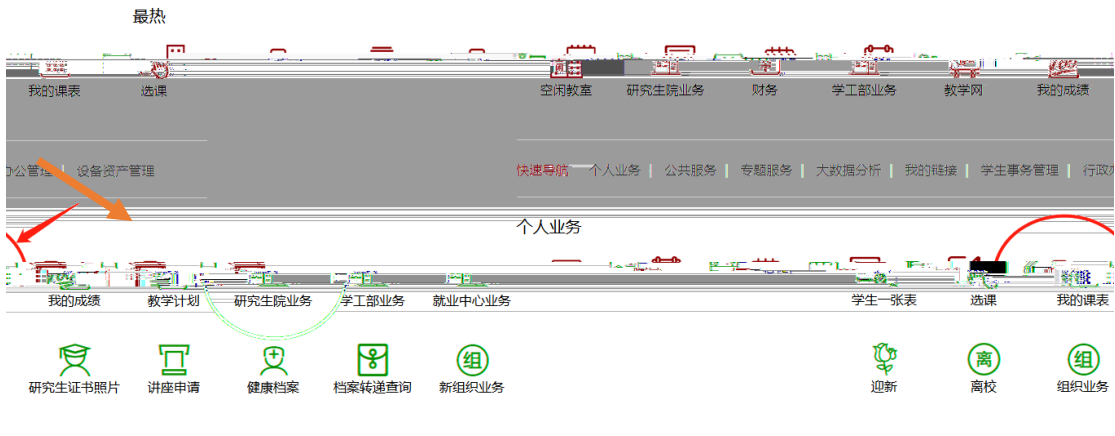 最热
我的课表 选课 空闲教室 研究生院业务 财务 学工部业务 教学网 我的成绩
办公管理 | 设备资产管理 快速导航 个人业务 | 公共服务 | 专题服务 | 大数据分析 | 我的链接 | 学生事务管理 | 行政
个人业务
我的成绩 教学计划 研究生院业务 学工部业务 就业中心业务 学生一张表 选课 我的课表
组 离 组
研究生证书照片 讲座申请 健康档案 档案转递查询 新组织业务 迎新 离校 组织业务